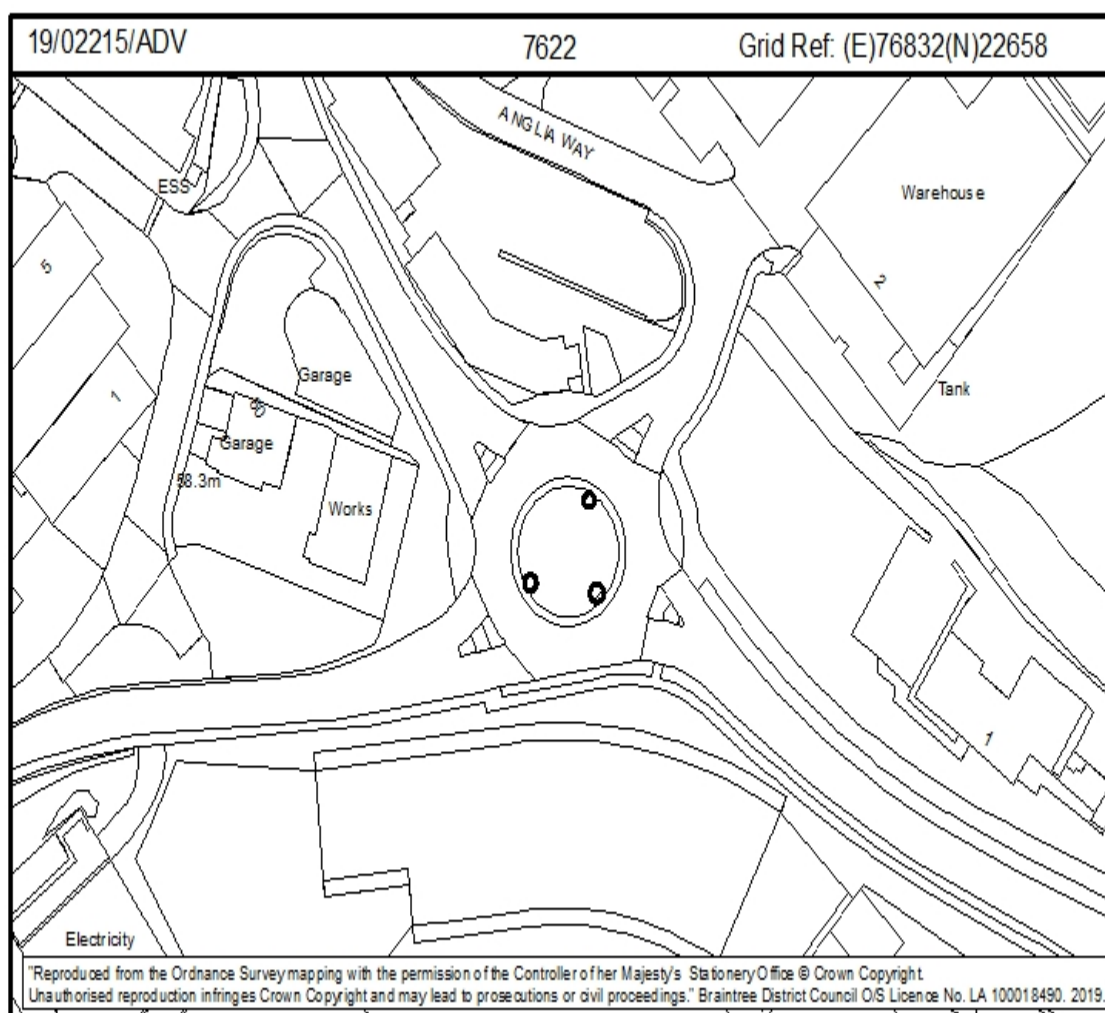 19/02215/ADV 7622 Grid Ref: (E)76832(N)22658
ANGLIA WAY
ESS
Warehouse
5
2
Garage
Tank
1
Garage
58.3m
Works
1
Electricity
"Reproduced from the Ordnance Survey mapping with the permission of the Controller of her Majesty's Stationery Office © Crown Copyright.
Unauthorised reproduction infringes Crown Copyright and may lead to prosecutions or civil proceedings." Braintree District Council O/S Licence No. LA 100018490. 2019.